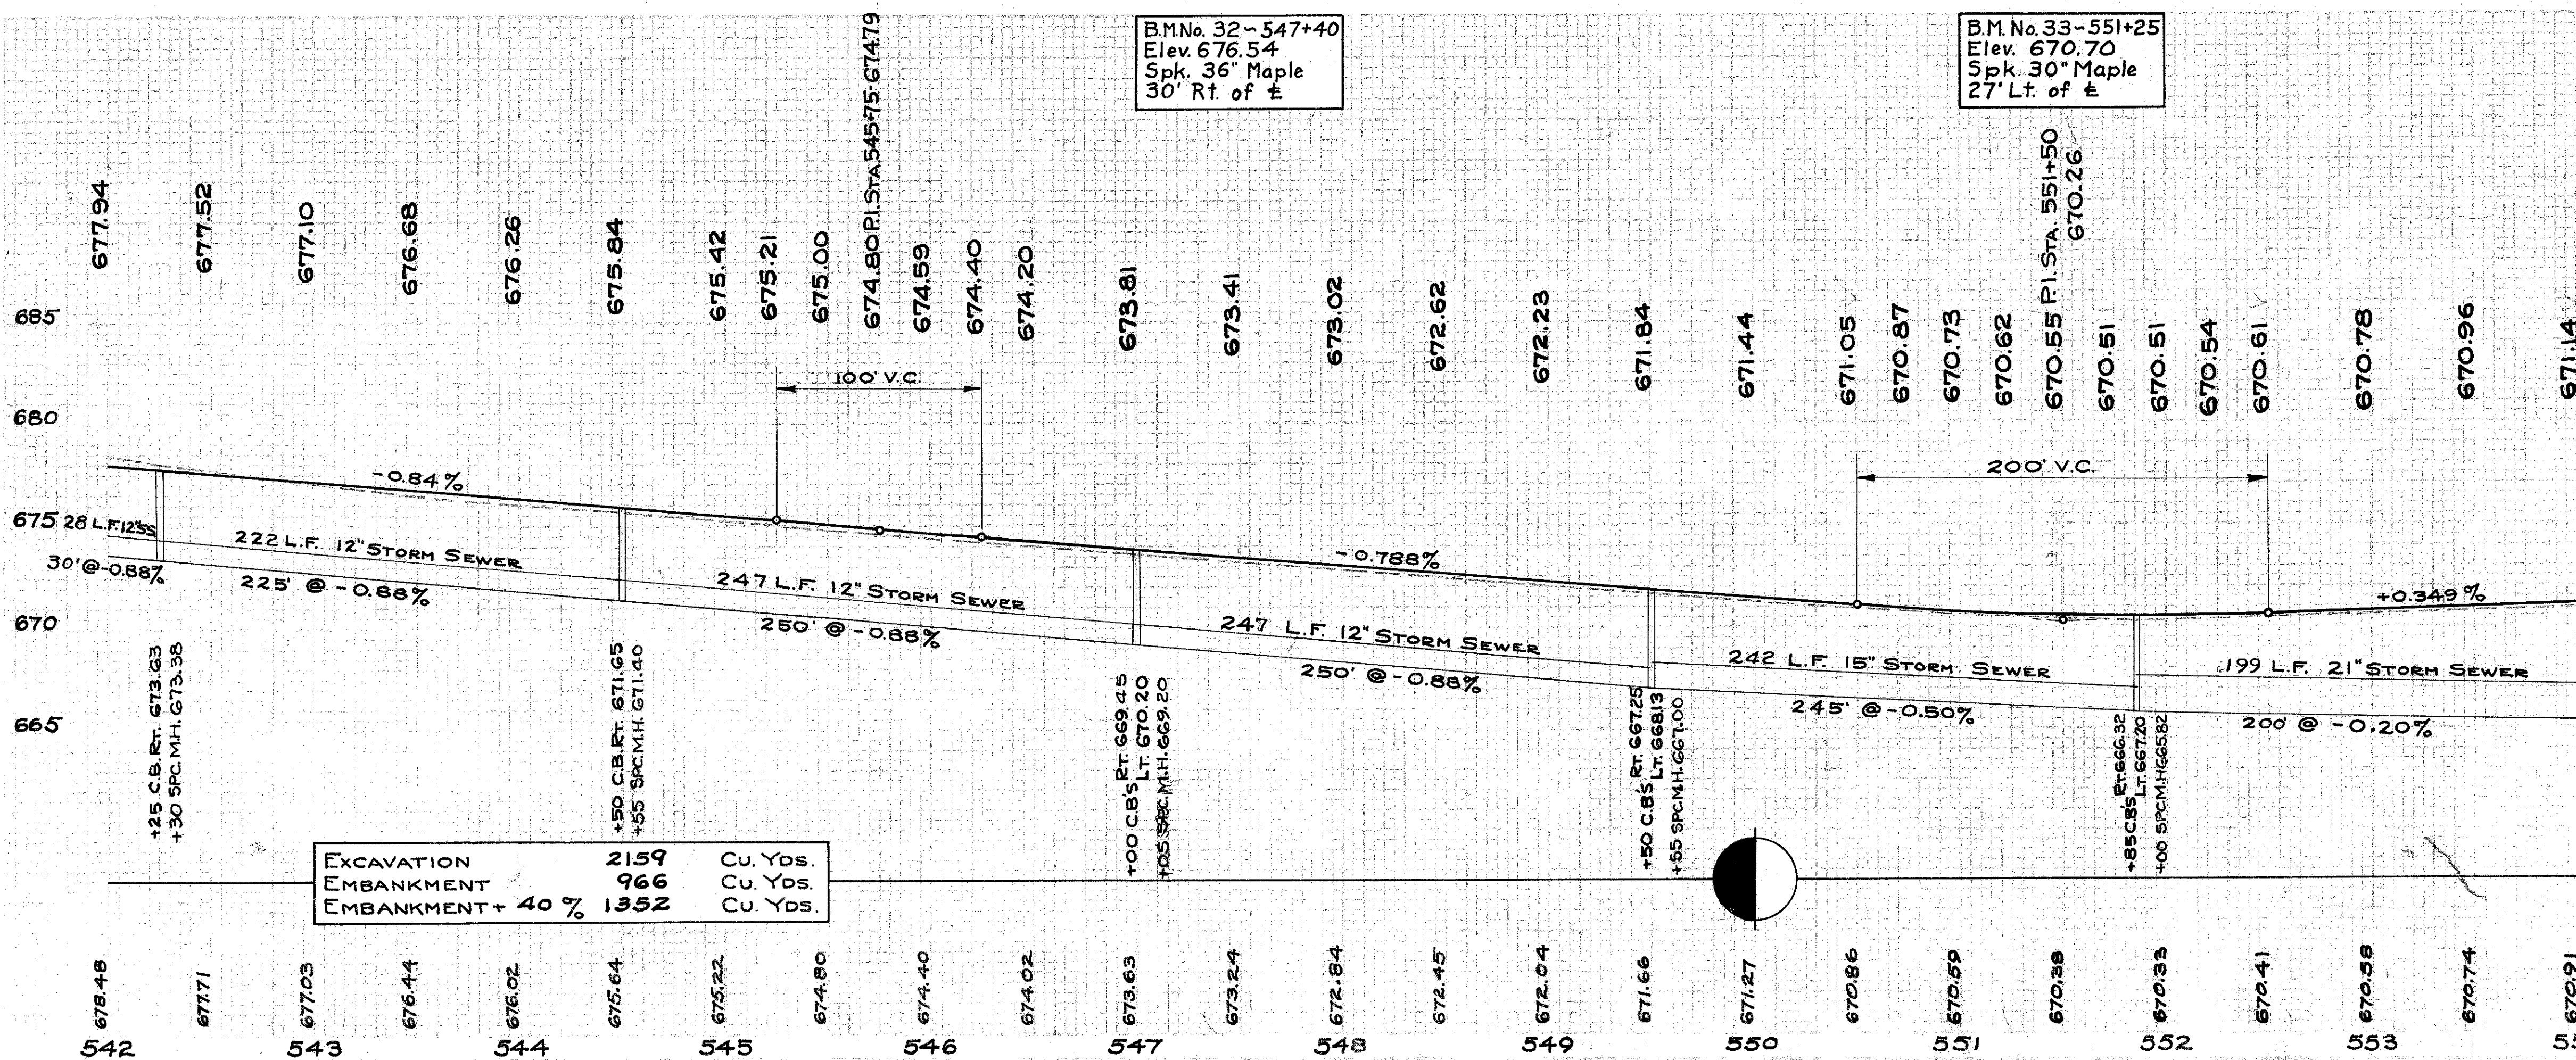 B.M.No. 32~547+40
Elev. 676.54
Spk. 36" Maple
30' Rt. of ℄
B.M. No. 33~551+25
Elev. 670.70
Spk. 30" Maple
27' Lt. of ℄
677.94
677.52
677.10
676.68
676.26
675.84
675.42
675.21
675.00
674.80 P.I. STA. 545+75-674.79
674.59
674.40
674.20
673.81
673.41
673.02
672.62
672.23
671.84
671.44
671.05
670.87
670.73
670.62
670.55 P.I. STA. 551+50
670.26
670.51
670.51
670.54
670.61
670.78
670.96
671.14
685
680
675
670
665
100' V.C.
200' V.C.
-0.84%
-0.788%
+0.349%
28 L.F. 12" S.S.
222 L.F. 12" STORM SEWER
247 L.F. 12" STORM SEWER
247 L.F. 12" STORM SEWER
242 L.F. 15" STORM SEWER
199 L.F. 21" STORM SEWER
30' @ -0.88%
225' @ -0.88%
250' @ -0.88%
250' @ -0.88%
245' @ -0.50%
200' @ -0.20%
+25 C.B.RT. 673.63
+30 SPC.M.H. 673.38
+50 C.B.RT. 671.65
+55 SPC.M.H. 671.40
+00 C.B'S RT. 669.45
LT. 670.20
+05 SPC.M.H. 669.20
+50 C.B'S RT. 667.25
LT. 668.13
+55 SPC.M.H. 667.00
+85 C.B'S RT. 666.32
LT. 667.20
+00 SPC.M.H. 665.82
EXCAVATION 2159 CU. YDS.
EMBANKMENT 966 CU. YDS.
EMBANKMENT + 40 % 1352 CU. YDS.
678.48
677.71
677.03
676.44
676.02
675.64
675.22
674.80
674.40
674.02
673.63
673.24
672.84
672.45
672.04
671.66
671.27
670.86
670.59
670.38
670.33
670.41
670.58
670.74
670.91
542
543
544
545
546
547
548
549
550
551
552
553